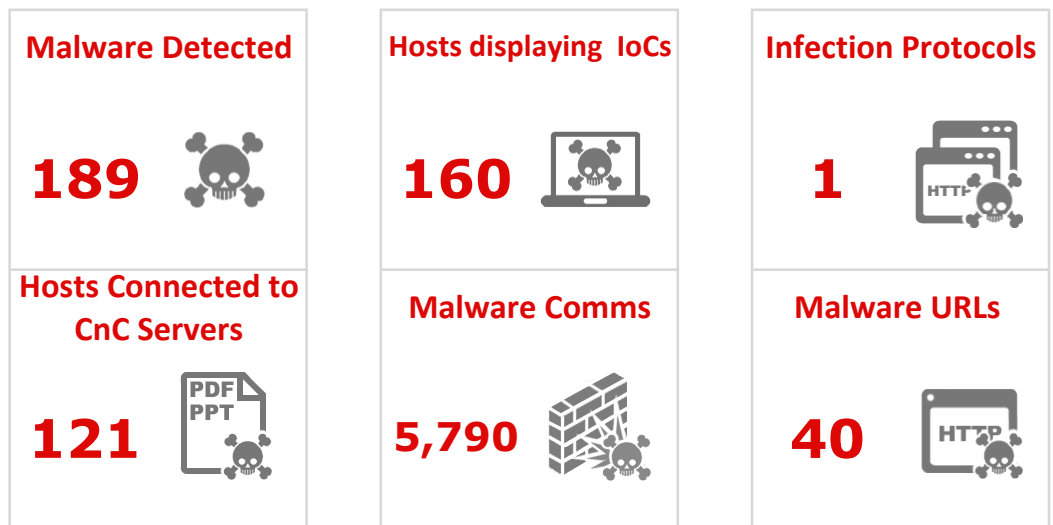 Malware Detected
189
Hosts displaying IoCs
160
Infection Protocols
1
HTTP
Hosts Connected to
CnC Servers
121
PDF
PPT
Malware Comms
5,790
Malware URLs
40
HTTP